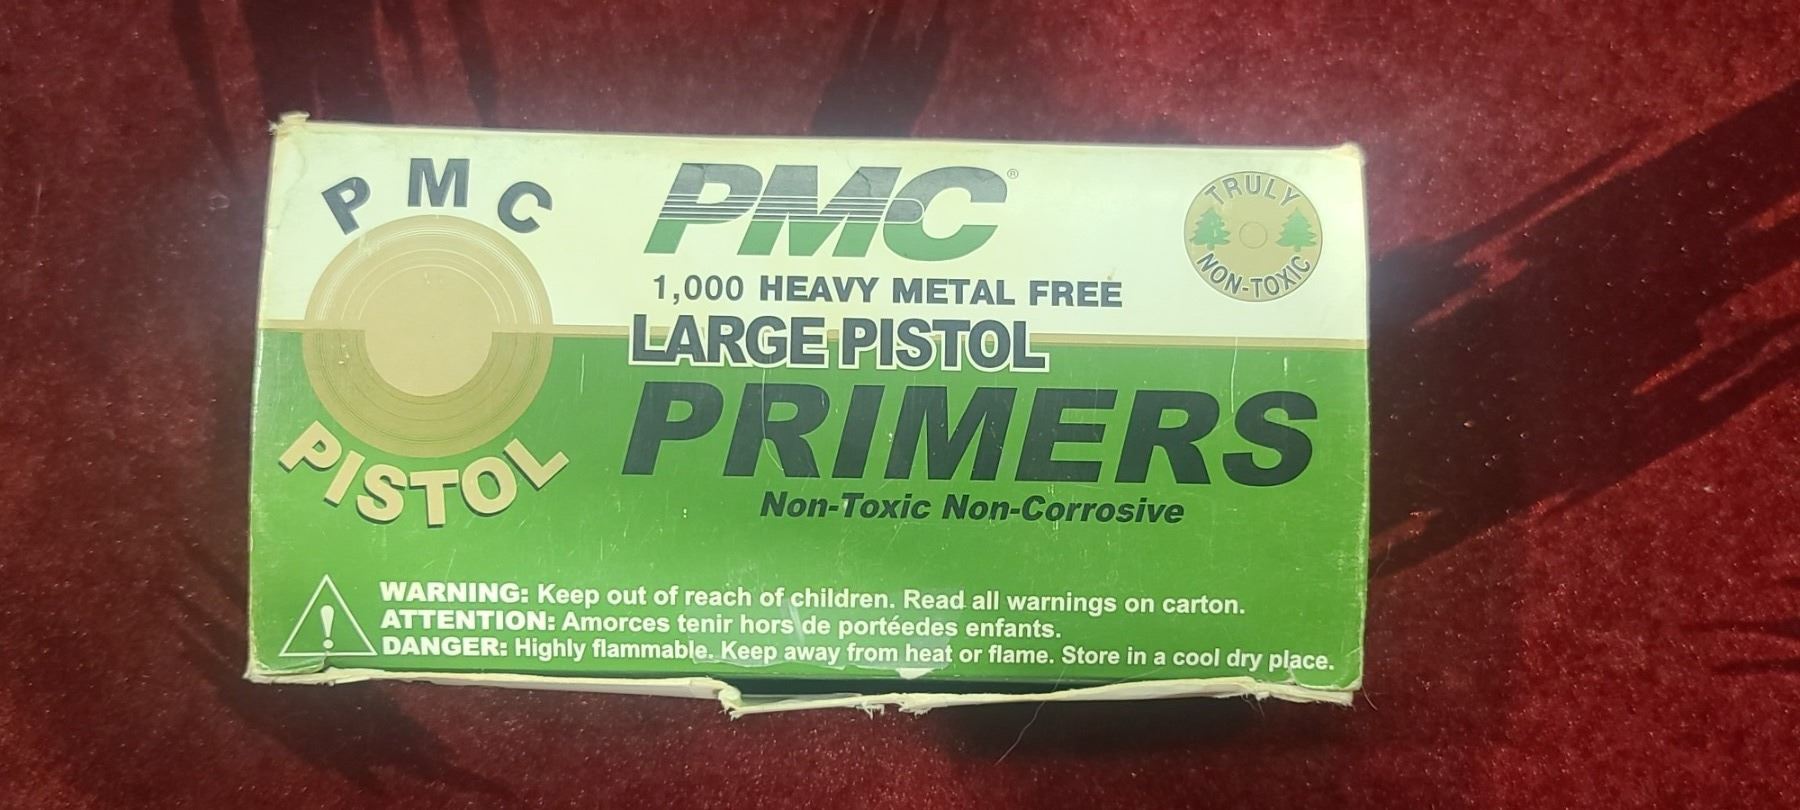 PMC
PISTOL
PMC®
1,000 HEAVY METAL FREE
LARGE PISTOL
PRIMERS
Non-Toxic Non-Corrosive
TRULY
NON-TOXIC
WARNING: Keep out of reach of children. Read all warnings on carton.
ATTENTION: Amorces tenir hors de portéedes enfants.
DANGER: Highly flammable. Keep away from heat or flame. Store in a cool dry place.